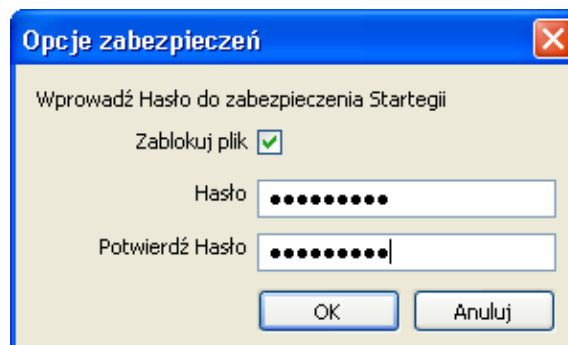 Opcje zabezpieczeń
Wprowadź Hasło do zabezpieczenia Startegii
Zablokuj plik
Hasło •••••••••
Potwierdź Hasło •••••••••
OK Anuluj